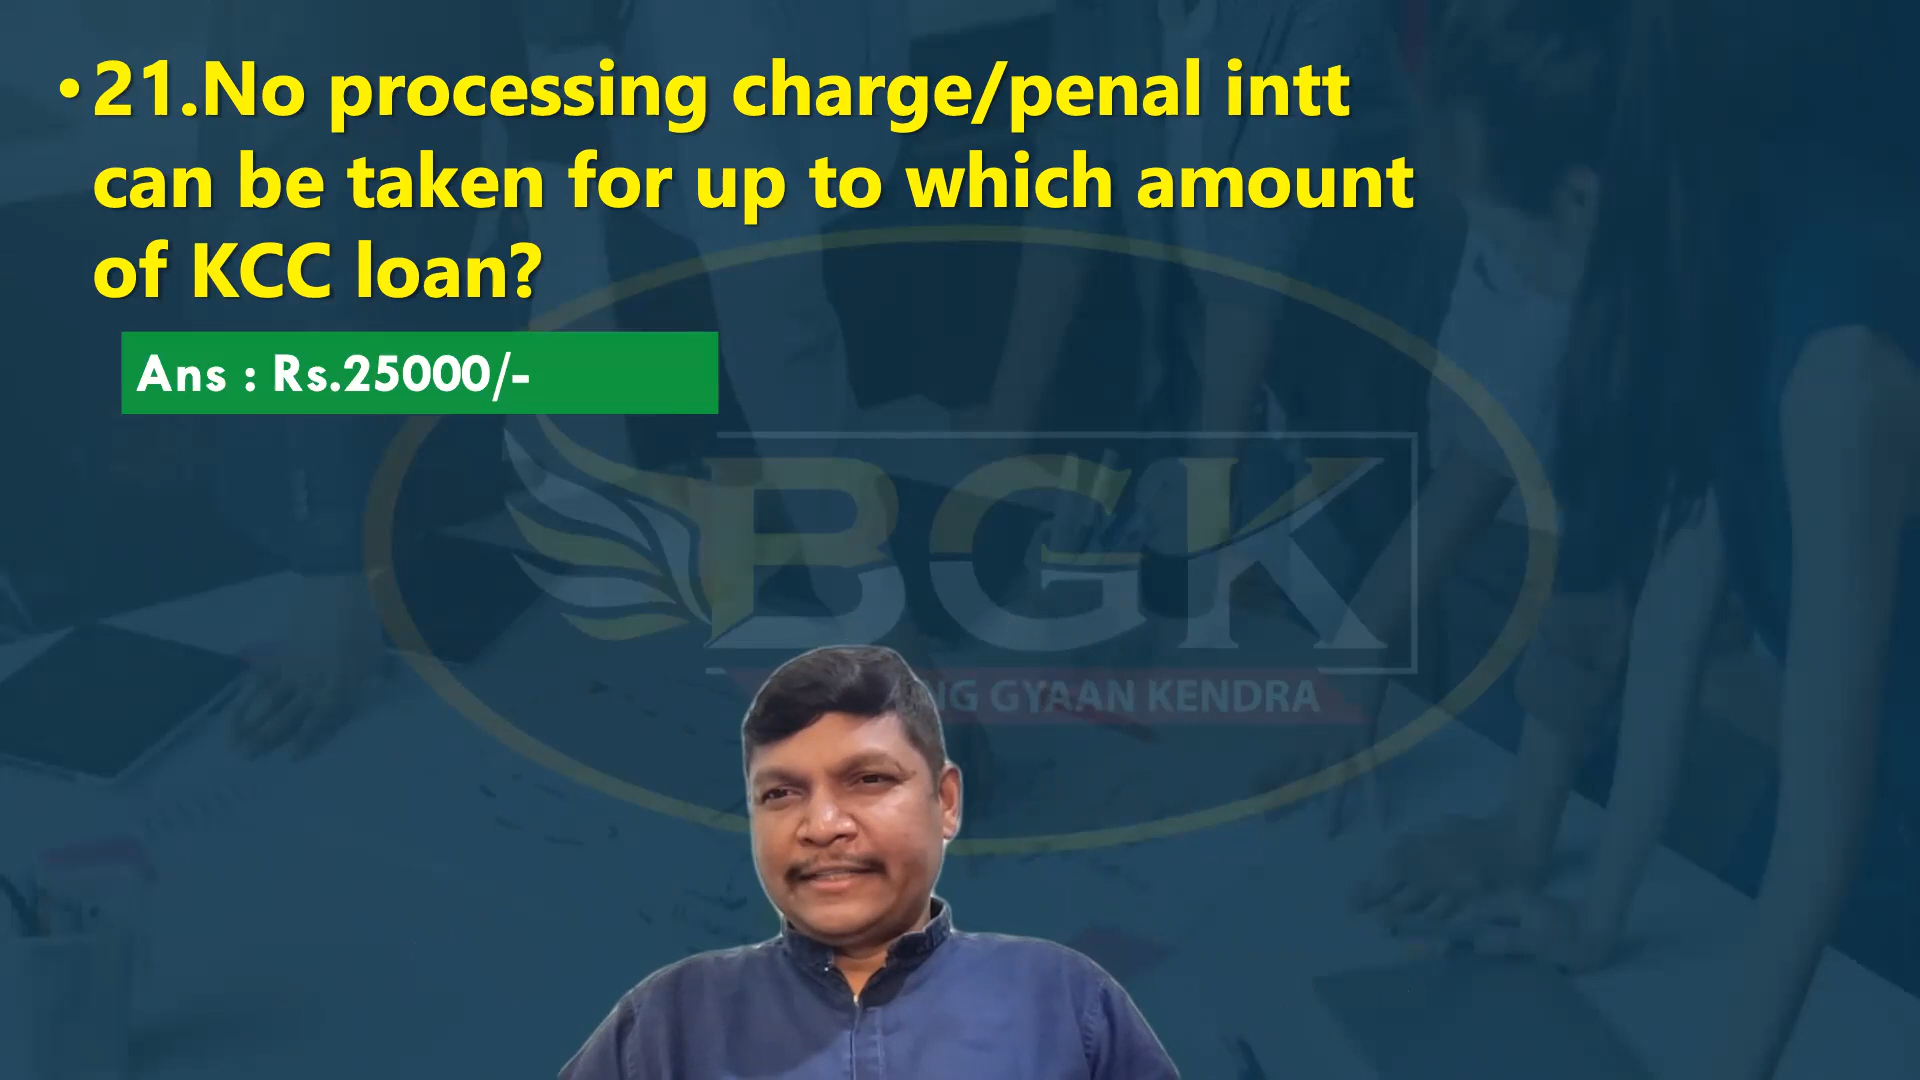 • 21.No processing charge/penal intt
can be taken for up to which amount
of KCC loan?
Ans : Rs.25000/-
BGK
NG GYAAN KENDRA